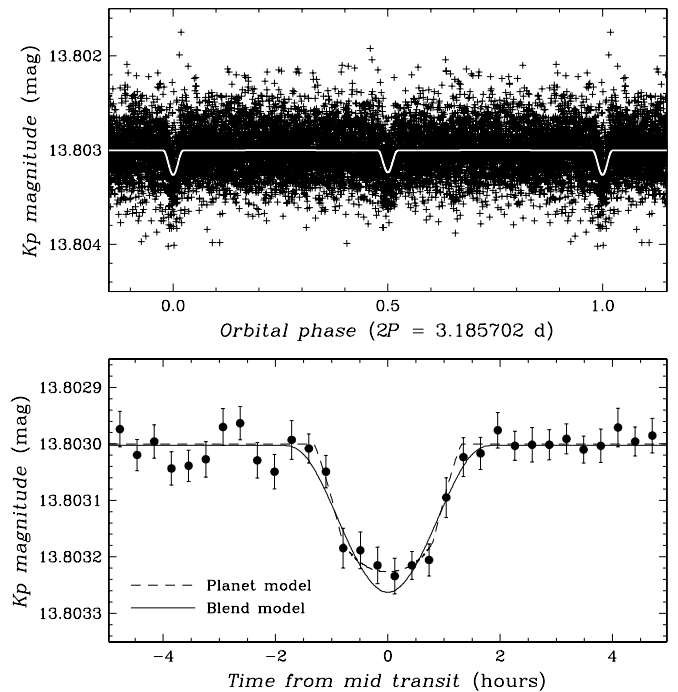 13.802
13.803
13.804
Kp magnitude (mag)
0.0 0.5 1.0
Orbital phase (2P = 3.185702 d)
13.8029
13.8030
13.8031
13.8032
13.8033
Kp magnitude (mag)
Planet model
Blend model
−4 −2 0 2 4
Time from mid transit (hours)